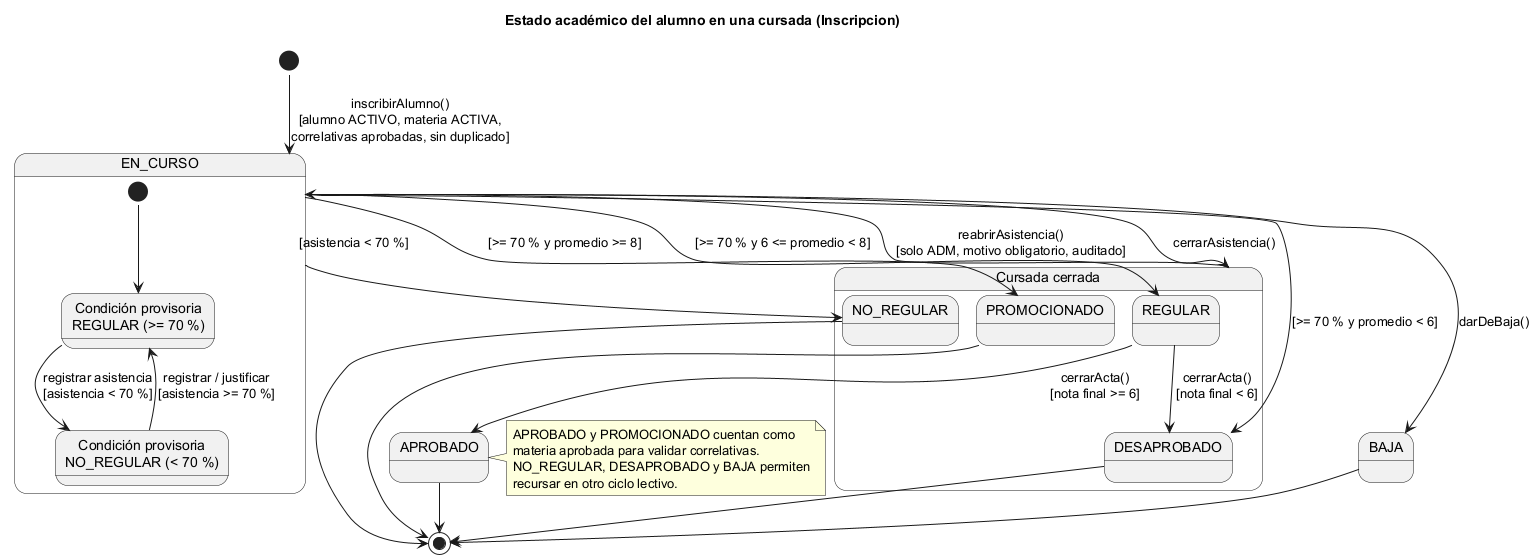 Estado académico del alumno en una cursada (Inscripcion)
inscribirAlumno()
[alumno ACTIVO, materia ACTIVA,
correlativas aprobadas, sin duplicado]
EN_CURSO
[asistencia < 70 %]
[>= 70 % y promedio >= 8]
[>= 70 % y 6 <= promedio < 8]
reabrirAsistencia()
[solo ADM, motivo obligatorio, auditado]
cerrarAsistencia()
Cursada cerrada
Condición provisoria
REGULAR (>= 70 %)
NO_REGULAR
PROMOCIONADO
REGULAR
[>= 70 % y promedio < 6]
darDeBaja()
registrar asistencia
[asistencia < 70 %]
registrar / justificar
[asistencia >= 70 %]
cerrarActa()
[nota final >= 6]
cerrarActa()
[nota final < 6]
Condición provisoria
NO_REGULAR (< 70 %)
APROBADO
APROBADO y PROMOCIONADO cuentan como
materia aprobada para validar correlativas.
NO_REGULAR, DESAPROBADO y BAJA permiten
recursar en otro ciclo lectivo.
DESAPROBADO
BAJA